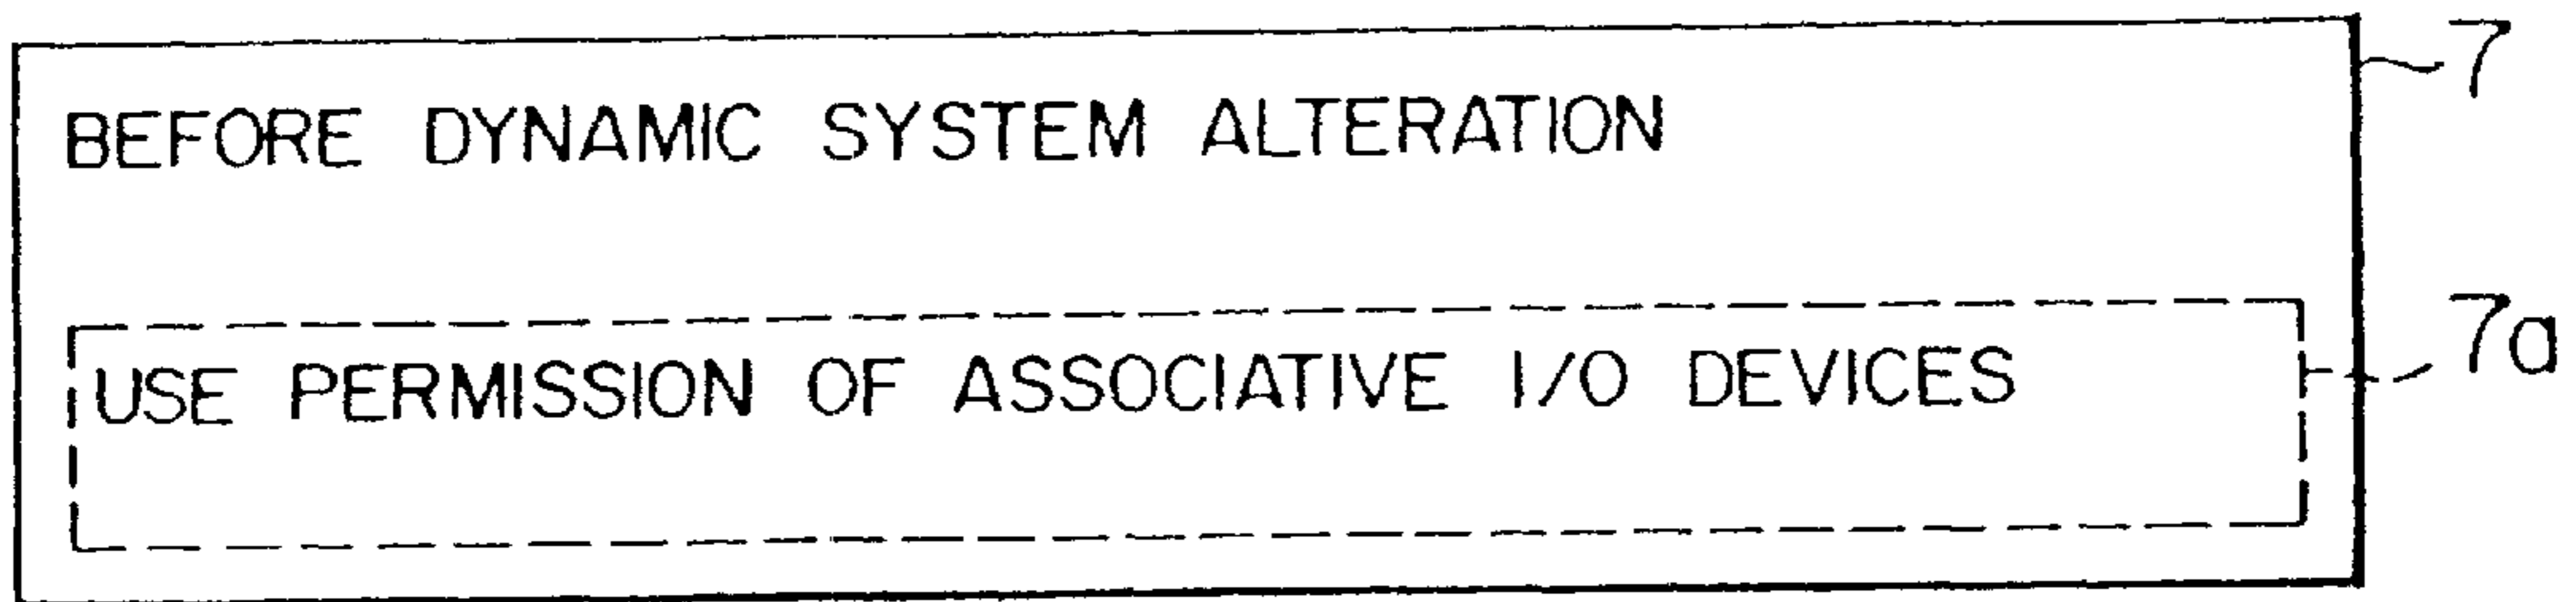 BEFORE DYNAMIC SYSTEM ALTERATION
7
USE PERMISSION OF ASSOCIATIVE I/O DEVICES
7a